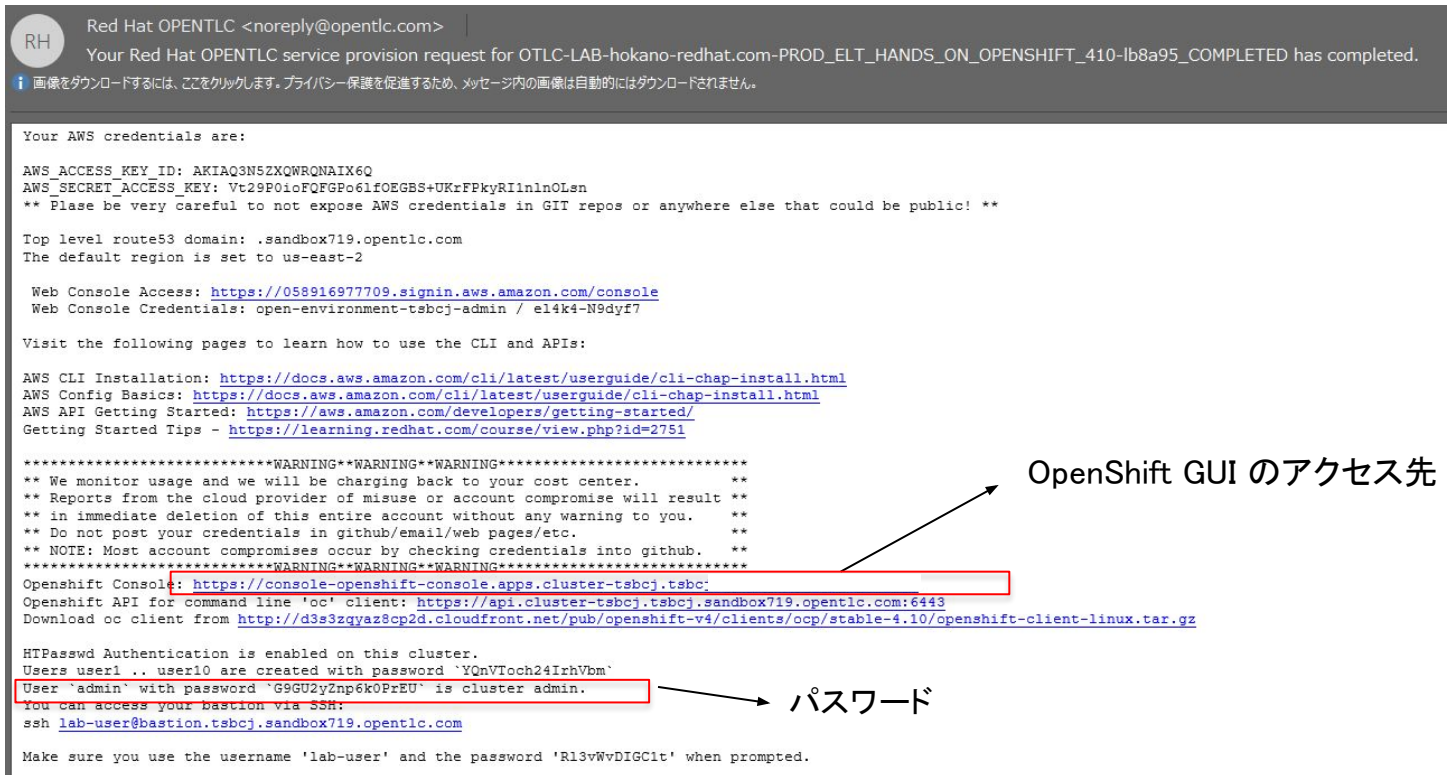 RH
Red Hat OPENTLC <noreply@opentlc.com>
Your Red Hat OPENTLC service provision request for OTLC-LAB-hokano-redhat.com-PROD_ELT_HANDS_ON_OPENSHIFT_410-lb8a95_COMPLETED has completed.
画像をダウンロードするには、ここをクリックします。プライバシー保護を促進するため、メッセージ内の画像は自動的にはダウンロードされません。
Your AWS credentials are:
AWS_ACCESS_KEY_ID: AKIAQ3N5ZXQWRQNAIX6Q
AWS_SECRET_ACCESS_KEY: Vt29P0ioFQFGPo6lfOEGBS+UKrFPkyRI1nlnOLsn
** Plase be very careful to not expose AWS credentials in GIT repos or anywhere else that could be public! **
Top level route53 domain: .sandbox719.opentlc.com
The default region is set to us-east-2
Web Console Access: https://058916977709.signin.aws.amazon.com/console
Web Console Credentials: open-environment-tsbcj-admin / el4k4-N9dyf7
Visit the following pages to learn how to use the CLI and APIs:
AWS CLI Installation: https://docs.aws.amazon.com/cli/latest/userguide/cli-chap-install.html
AWS Config Basics: https://docs.aws.amazon.com/cli/latest/userguide/cli-chap-install.html
AWS API Getting Started: https://aws.amazon.com/developers/getting-started/
Getting Started Tips - https://learning.redhat.com/course/view.php?id=2751
****************************WARNING**WARNING**WARNING****************************
** We monitor usage and we will be charging back to your cost center. **
** Reports from the cloud provider of misuse or account compromise will result **
** in immediate deletion of this entire account without any warning to you. **
** Do not post your credentials in github/email/web pages/etc. **
** NOTE: Most account compromises occur by checking credentials into github. **
****************************WARNING**WARNING**WARNING****************************
OpenShift GUI のアクセス先
Openshift Console: https://console-openshift-console.apps.cluster-tsbcj.tsbcj
Openshift API for command line 'oc' client: https://api.cluster-tsbcj.tsbcj.sandbox719.opentlc.com:6443
Download oc client from http://d3s3zqyaz8cp2d.cloudfront.net/pub/openshift-v4/clients/ocp/stable-4.10/openshift-client-linux.tar.gz
HTPasswd Authentication is enabled on this cluster.
Users user1 .. user10 are created with password `YQnVToch24IrhVbm`
User `admin` with password `G9GU2yZnp6k0PrEU` is cluster admin.
パスワード
You can access your bastion via SSH:
ssh lab-user@bastion.tsbcj.sandbox719.opentlc.com
Make sure you use the username 'lab-user' and the password 'Rl3vWvDIGC1t' when prompted.